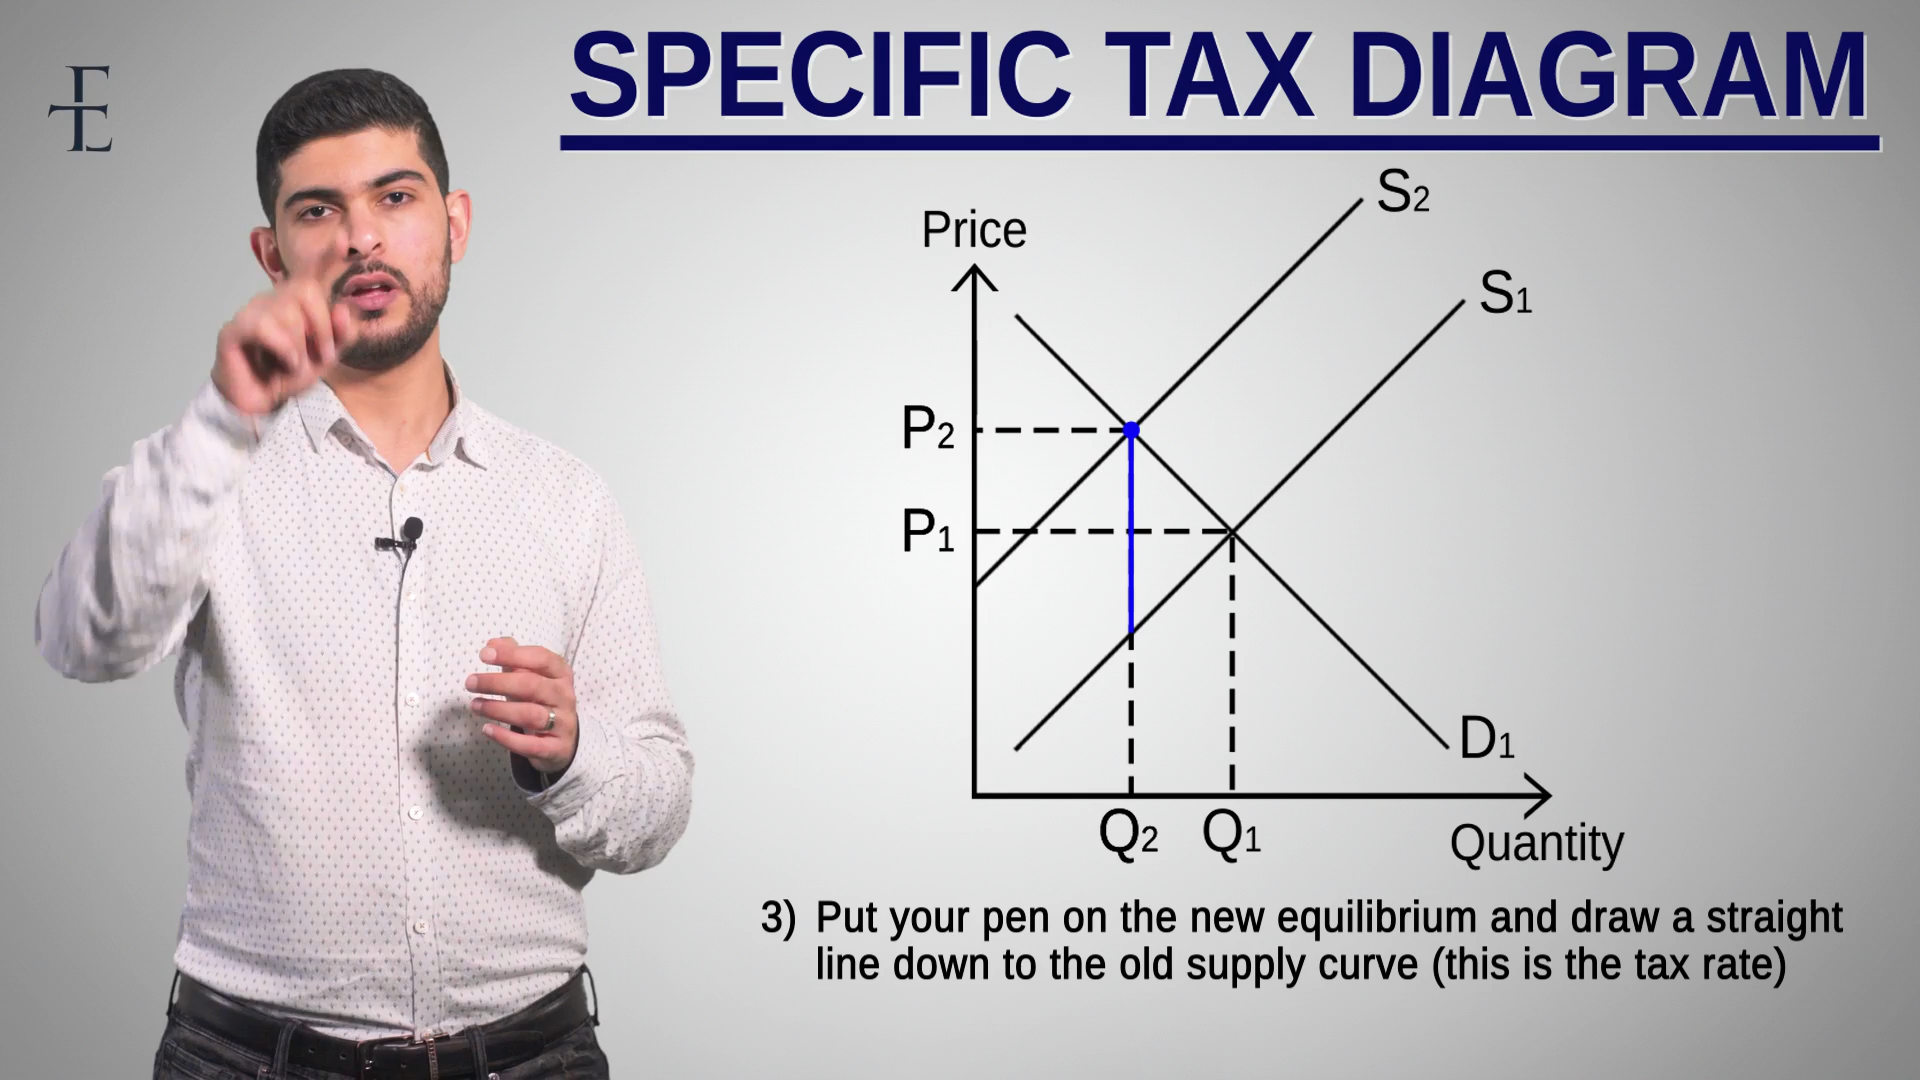 SPECIFIC TAX DIAGRAM
Price
S2
S1
P2
P1
D1
Q2 Q1
Quantity
3) Put your pen on the new equilibrium and draw a straight
line down to the old supply curve (this is the tax rate)